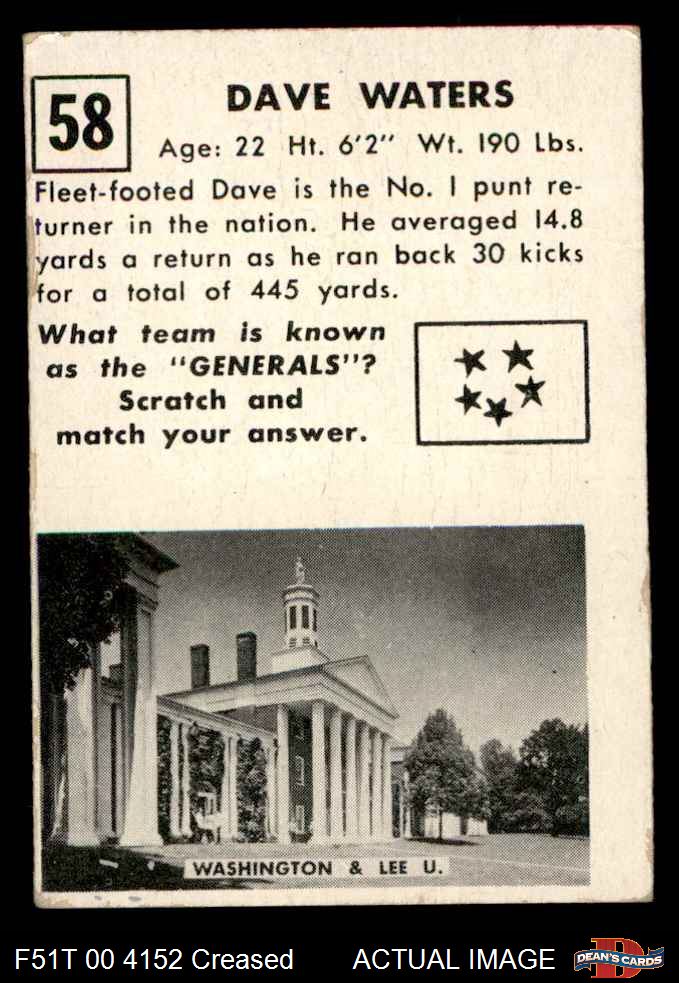 58
DAVE WATERS
Age: 22 Ht. 6'2" Wt. 190 Lbs.
Fleet-footed Dave is the No. 1 punt re-
turner in the nation. He averaged 14.8
yards a return as he ran back 30 kicks
for a total of 445 yards.
What team is known
as the "GENERALS"?
Scratch and
match your answer.
WASHINGTON & LEE U.
F51T 00 4152 Creased
ACTUAL IMAGE
D
DEAN'S CARDS